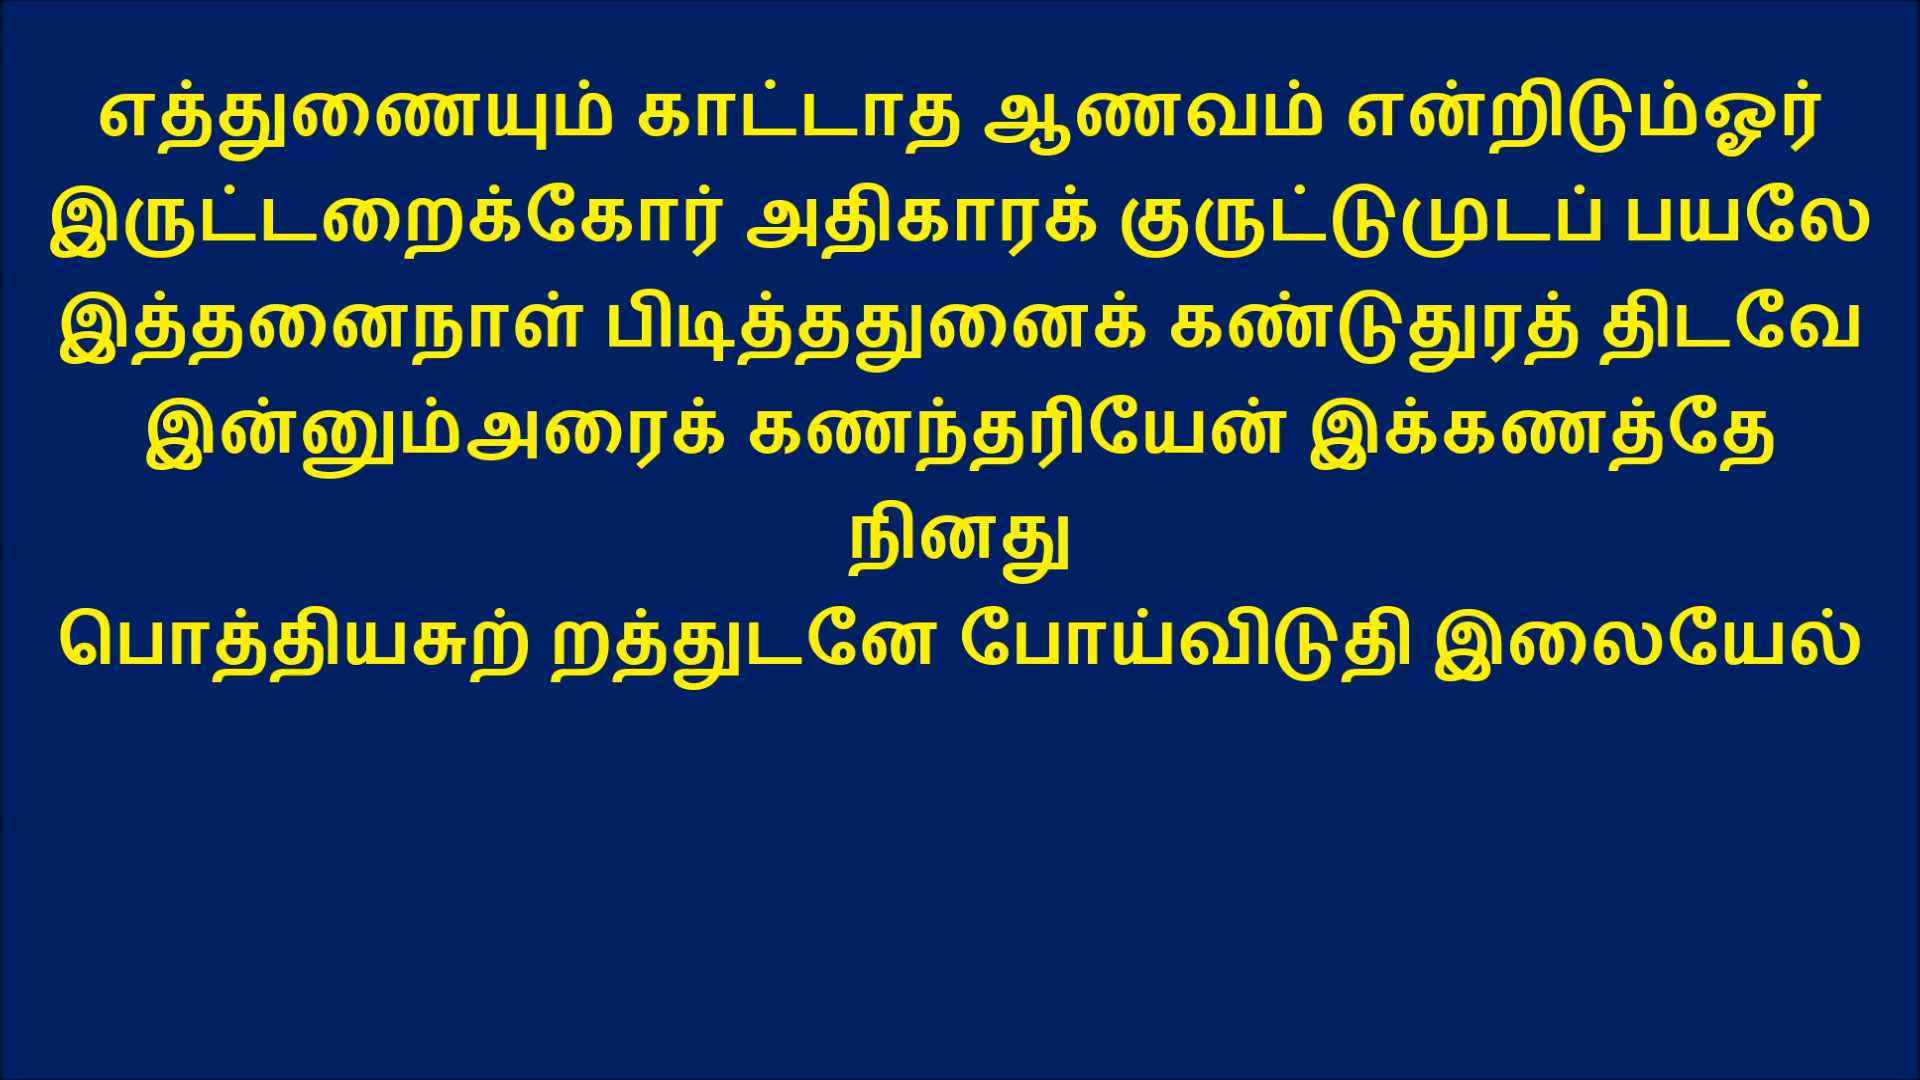 எத்துணையும் காட்டாத ஆணவம் என்றிடும்ஓர்
இருட்டறைக்கோர் அதிகாரக் குருட்டுமுடப் பயலே
இத்தனைநாள் பிடித்ததுனைக் கண்டுதுரத் திடவே
இன்னும்அரைக் கணந்தரியேன் இக்கணத்தே
நினது
பொத்தியசுற் றத்துடனே போய்விடுதி இலையேல்